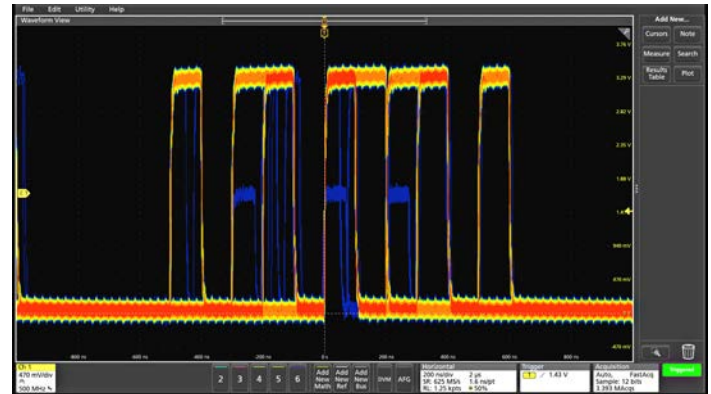 File Edit Utility Help
Waveform View
Add New...
Cursors Note
Measure Search
Results Table Plot
3.76 V
3.29 V
2.82 V
2.35 V
1.88 V
940 mV
470 mV
-470 mV
-800 ns -600 ns -400 ns -200 ns 0 s 200 ns 400 ns 600 ns 800 ns
Ch 1
470 mV/div
500 MHz
2 3 4 5 6
Add New Math
Add New Ref
Add New Bus
DVM AFG
Horizontal
200 ns/div 2 µs
SR: 625 MS/s 1.6 ns/pt
RL: 1.25 kpts 50%
Trigger
1 1.43 V
Acquisition
Auto, FastAcq
Sample: 12 bits
3.393 MAcqs
Triggered